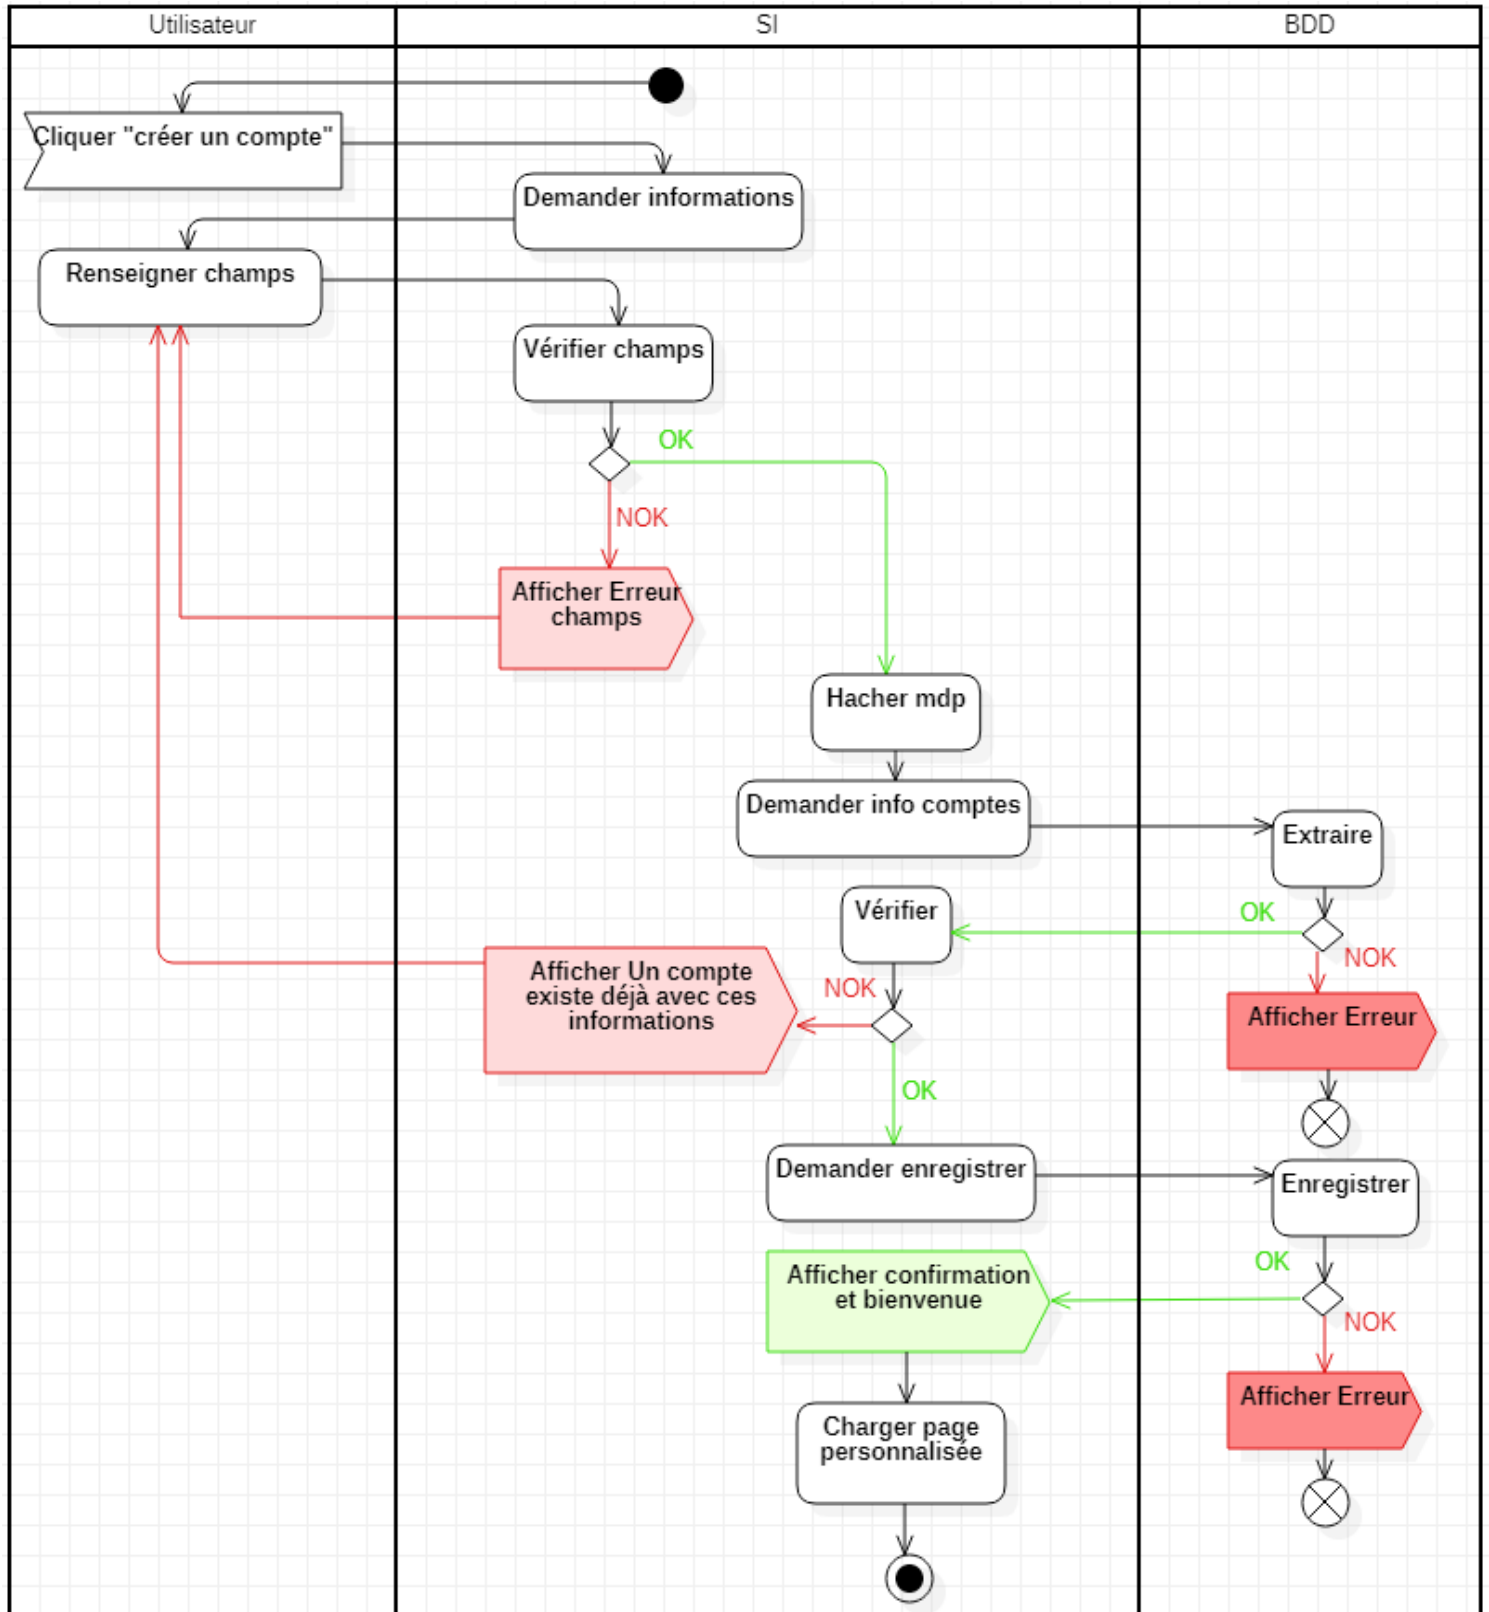 Utilisateur
SI
BDD
Cliquer "créer un compte"
Demander informations
Renseigner champs
Vérifier champs
OK
NOK
Afficher Erreur
champs
Hacher mdp
Demander info comptes
Extraire
Vérifier
OK
NOK
Afficher Un compte
existe déjà avec ces
informations
NOK
Afficher Erreur
OK
Demander enregistrer
Enregistrer
OK
Afficher confirmation
et bienvenue
NOK
Afficher Erreur
Charger page
personnalisée